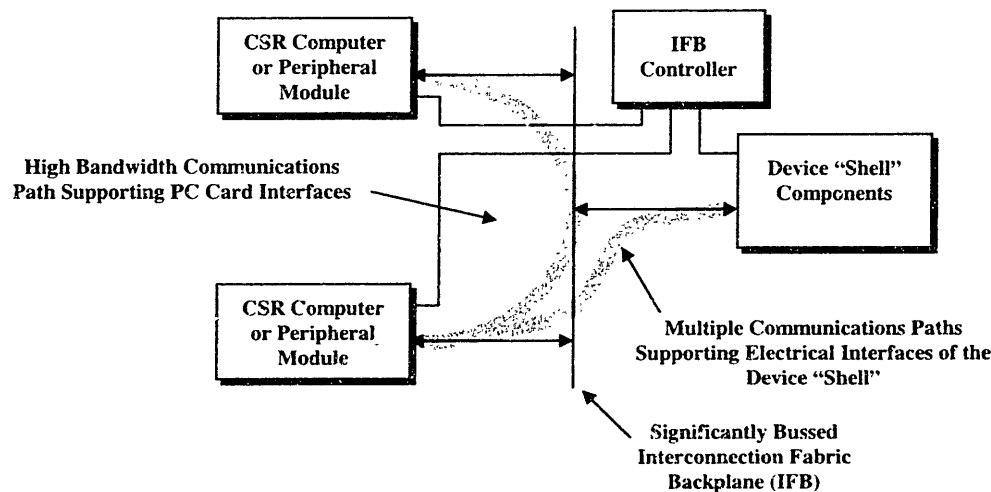 CSR Computer
or Peripheral
Module
IFB
Controller
High Bandwidth Communications
Path Supporting PC Card Interfaces
Device “Shell”
Components
CSR Computer
or Peripheral
Module
Multiple Communications Paths
Supporting Electrical Interfaces of the
Device “Shell”
Significantly Bussed
Interconnection Fabric
Backplane (IFB)